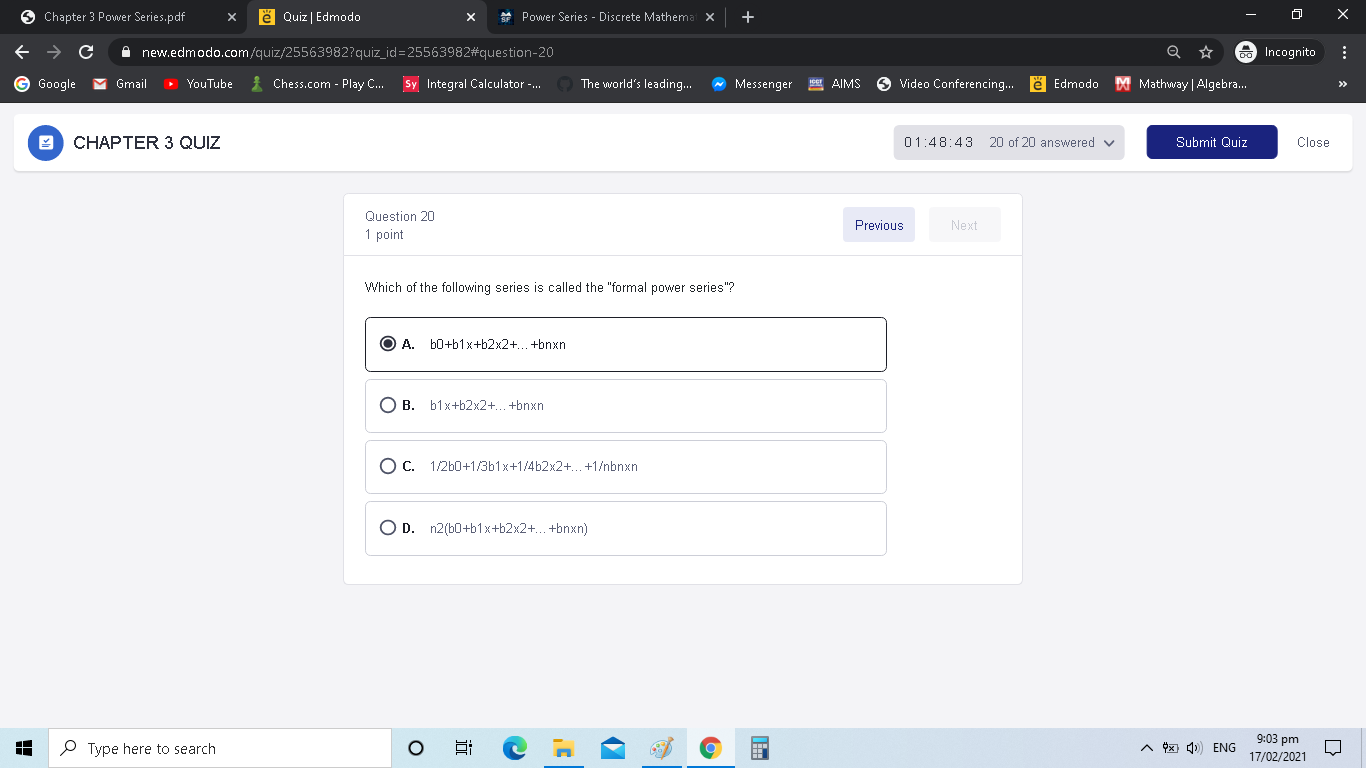 Chapter 3 Power Series.pdf
Quiz | Edmodo
Power Series - Discrete Mathema
new.edmodo.com/quiz/25563982?quiz_id=25563982#question-20
Incognito
Google
Gmail
YouTube
Chess.com - Play C...
Sy Integral Calculator -...
The world's leading...
Messenger
AIMS
Video Conferencing...
Edmodo
Mathway | Algebra...
»
CHAPTER 3 QUIZ
01:48:43 20 of 20 answered
Submit Quiz
Close
Question 20
1 point
Previous
Next
Which of the following series is called the "formal power series"?
A. b0+b1x+b2x2+...+bnxn
B. b1x+b2x2+...+bnxn
C. 1/2b0+1/3b1x+1/4b2x2+...+1/nbnxn
D. n2(b0+b1x+b2x2+...+bnxn)
Type here to search
ENG
9:03 pm
17/02/2021